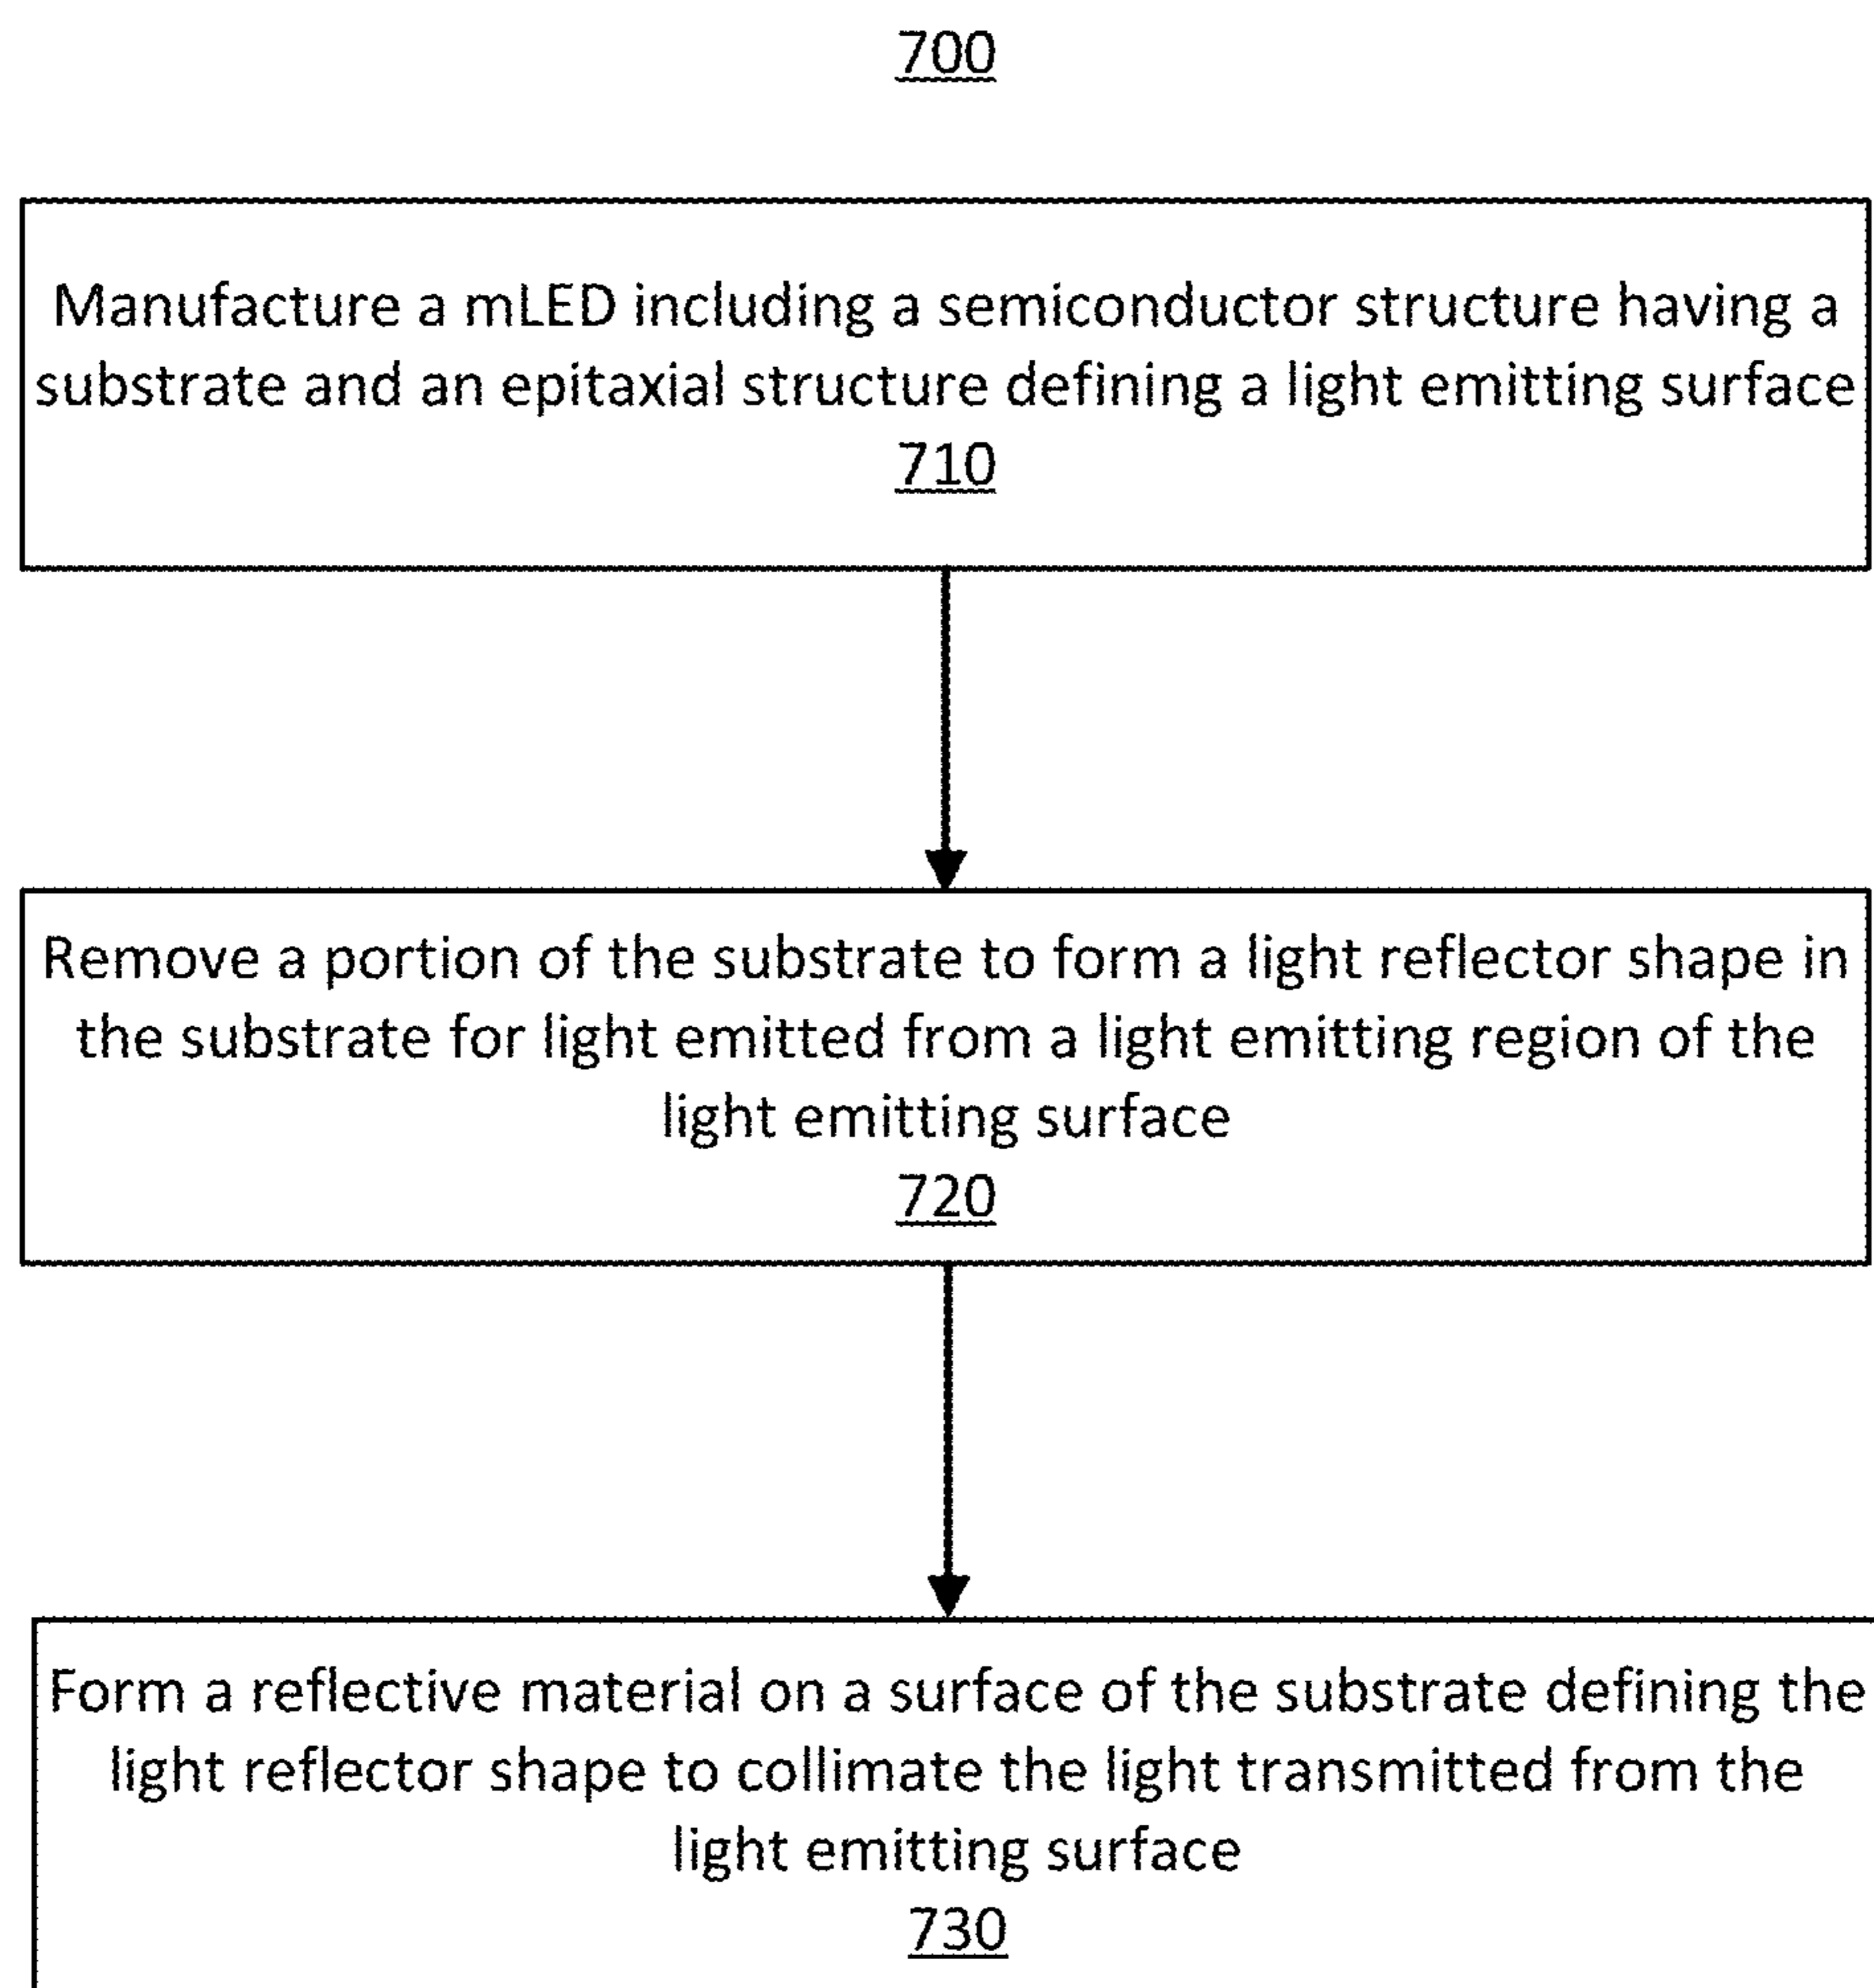 700
Manufacture a mLED including a semiconductor structure having a
substrate and an epitaxial structure defining a light emitting surface
710
Remove a portion of the substrate to form a light reflector shape in
the substrate for light emitted from a light emitting region of the
light emitting surface
720
Form a reflective material on a surface of the substrate defining the
light reflector shape to collimate the light transmitted from the
light emitting surface
730